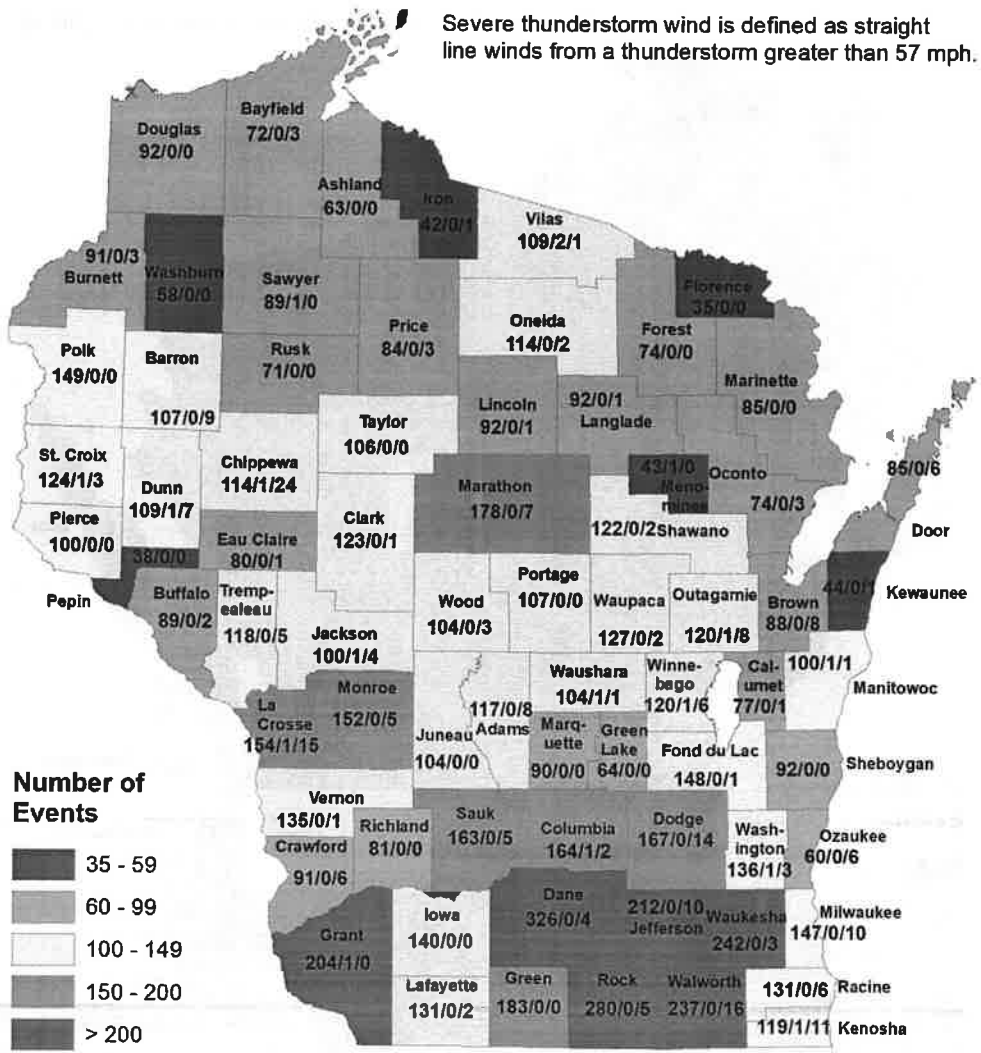 Severe thunderstorm wind is defined as straight
line winds from a thunderstorm greater than 57 mph.
Bayfield
72/0/3
Douglas
92/0/0
Ashland
63/0/0
Iron
42/0/1
Vilas
109/2/1
91/0/3
Burnett
Washburn
58/0/0
Sawyer
89/1/0
Florence
35/0/0
Price
84/0/3
Oneida
114/0/2
Forest
74/0/0
Polk
149/0/0
Barron
107/0/9
Rusk
71/0/0
Marinette
85/0/0
Lincoln
92/0/1
92/0/1
Langlade
Taylor
106/0/0
St. Croix
124/1/3
Dunn
109/1/7
Chippewa
114/1/24
Marathon
178/0/7
43/1/0
Meno-
minee
Oconto
74/0/3
85/0/6
Door
Pierce
100/0/0
Clark
123/0/1
122/0/2 Shawano
38/0/0
Pepin
Eau Claire
80/0/1
Buffalo
89/0/2
Tremp-
ealeau
118/0/5
Jackson
100/1/4
Wood
104/0/3
Portage
107/0/0
Waupaca
127/0/2
Outagamie
120/1/8
Brown
88/0/8
44/0/1
Kewaunee
Monroe
152/0/5
La
Crosse
154/1/15
Juneau
104/0/0
117/0/8
Adams
Waushara
104/1/1
Winne-
bago
120/1/6
Cal-
umet
77/0/1
100/1/1
Manitowoc
Marq-
uette
90/0/0
Green
Lake
64/0/0
Fond du Lac
148/0/1
92/0/0
Sheboygan
Vernon
135/0/1
Crawford
91/0/6
Richland
81/0/0
Sauk
163/0/5
Columbia
164/1/2
Dodge
167/0/14
Wash-
ington
136/1/3
Ozaukee
60/0/6
Grant
204/1/0
Iowa
140/0/0
Dane
326/0/4
212/0/10
Jefferson
Waukesha
242/0/3
Milwaukee
147/0/10
Lafayette
131/0/2
Green
183/0/0
Rock
280/0/5
Walworth
237/0/16
131/0/6 Racine
119/1/11 Kenosha
Number of
Events
35 - 59
60 - 99
100 - 149
150 - 200
> 200